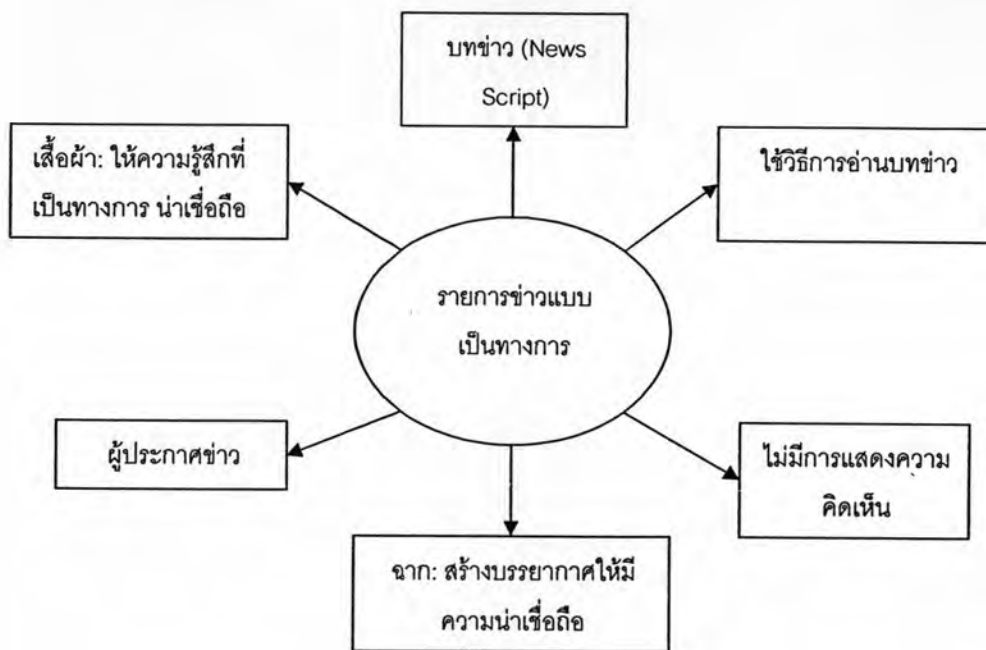 บทข่าว (News
Script)
เสื้อผ้า: ให้ความรู้สึกที่
เป็นทางการ น่าเชื่อถือ
ใช้วิธีการอ่านบทข่าว
รายการข่าวแบบ
เป็นทางการ
ผู้ประกาศข่าว
ไม่มีการแสดงความ
คิดเห็น
ฉาก: สร้างบรรยากาศให้มี
ความน่าเชื่อถือ